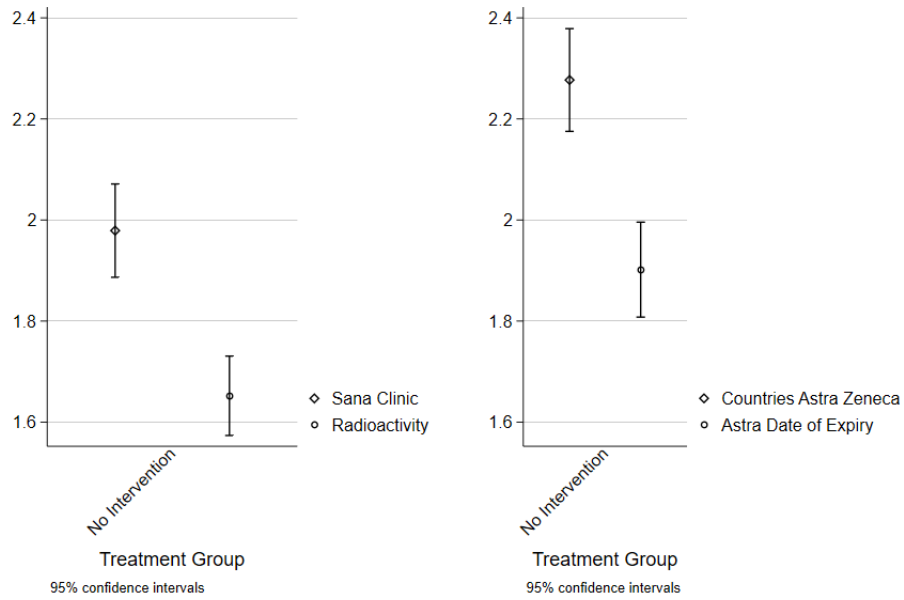 2.4
2.2
2
1.8
1.6
No Intervention
Treatment Group
95% confidence intervals
Sana Clinic
Radioactivity
2.4
2.2
2
1.8
1.6
No Intervention
Treatment Group
95% confidence intervals
Countries Astra Zeneca
Astra Date of Expiry